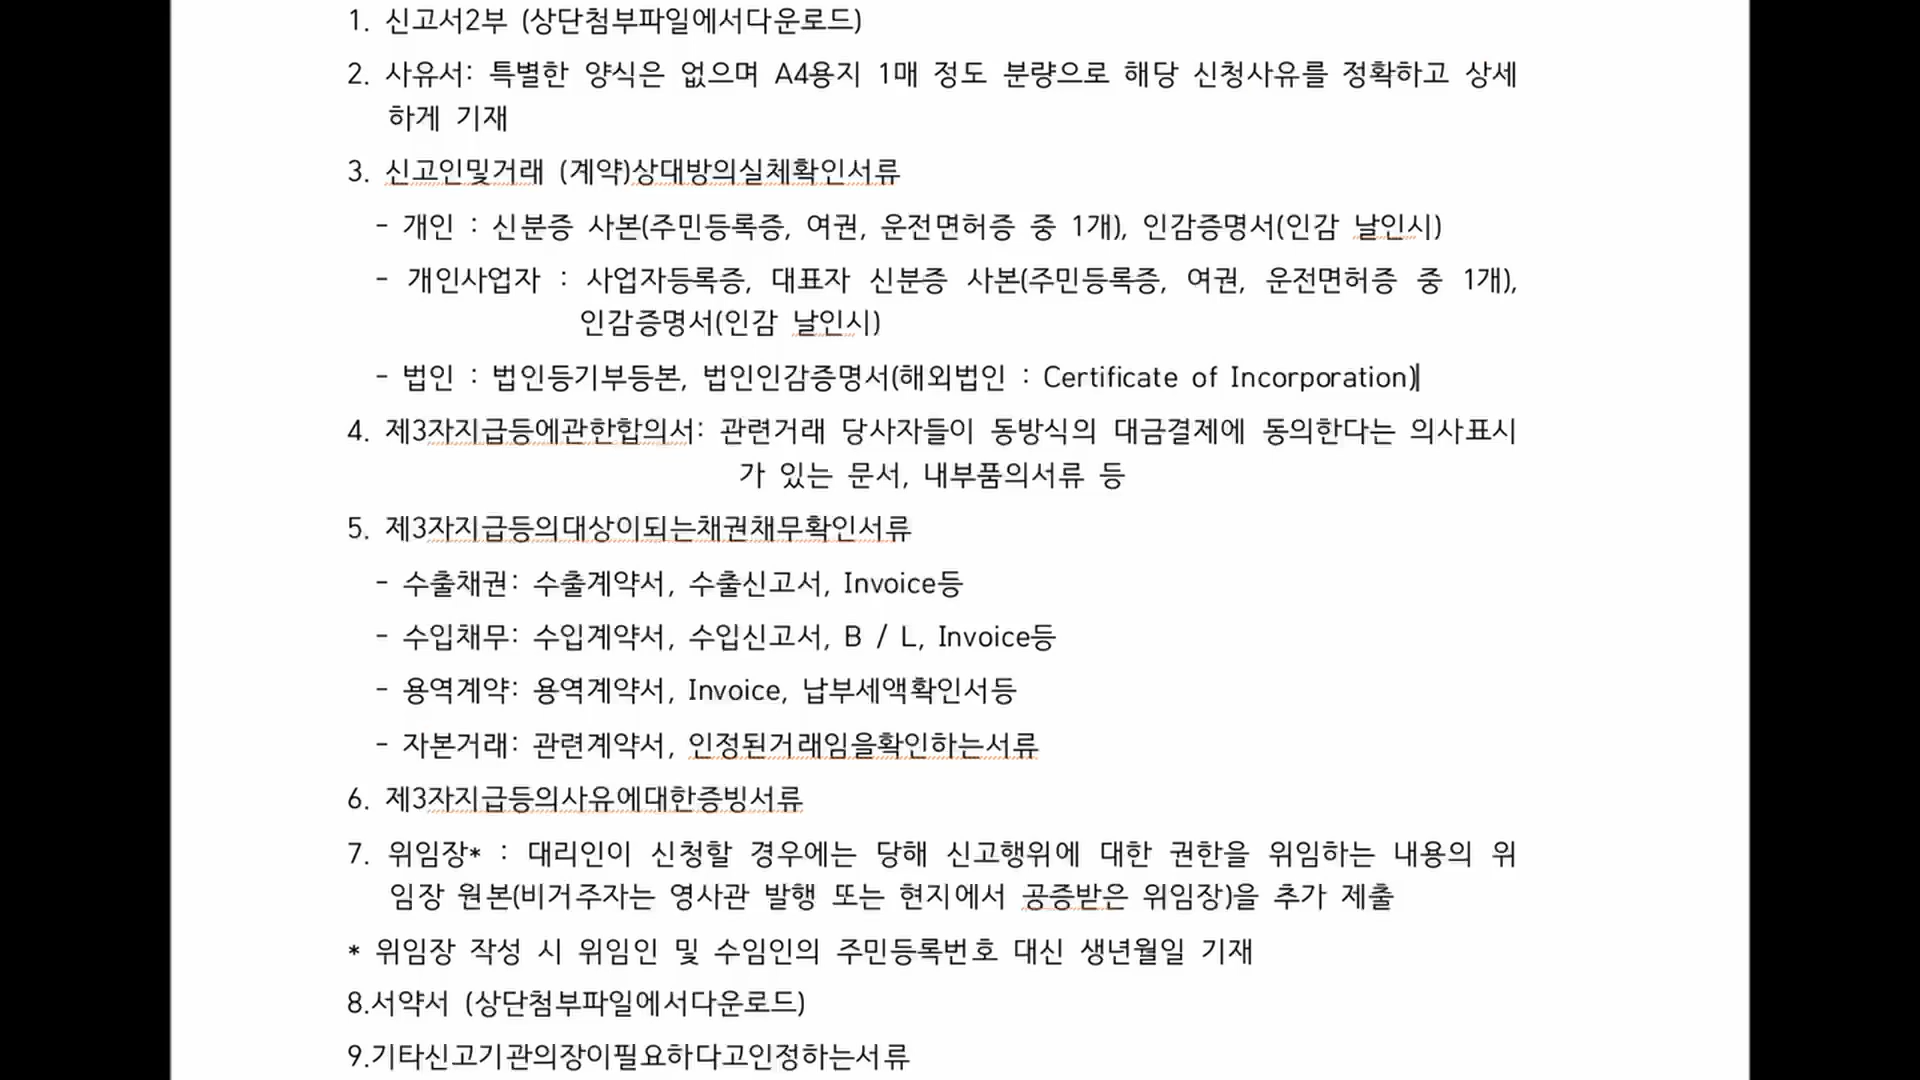 1. 신고서2부 (상단첨부파일에서다운로드)
2. 사유서: 특별한 양식은 없으며 A4용지 1매 정도 분량으로 해당 신청사유를 정확하고 상세
하게 기재
3. 신고인및거래 (계약)상대방의실체확인서류
- 개인 : 신분증 사본(주민등록증, 여권, 운전면허증 중 1개), 인감증명서(인감 날인시)
- 개인사업자 : 사업자등록증, 대표자 신분증 사본(주민등록증, 여권, 운전면허증 중 1개),
인감증명서(인감 날인시)
- 법인 : 법인등기부등본, 법인인감증명서(해외법인 : Certificate of Incorporation)
4. 제3자지급등에관한합의서: 관련거래 당사자들이 동방식의 대금결제에 동의한다는 의사표시
가 있는 문서, 내부품의서류 등
5. 제3자지급등의대상이되는채권채무확인서류
- 수출채권: 수출계약서, 수출신고서, Invoice등
- 수입채무: 수입계약서, 수입신고서, B / L, Invoice등
- 용역계약: 용역계약서, Invoice, 납부세액확인서등
- 자본거래: 관련계약서, 인정된거래임을확인하는서류
6. 제3자지급등의사유에대한증빙서류
7. 위임장* : 대리인이 신청할 경우에는 당해 신고행위에 대한 권한을 위임하는 내용의 위
임장 원본(비거주자는 영사관 발행 또는 현지에서 공증받은 위임장)을 추가 제출
* 위임장 작성 시 위임인 및 수임인의 주민등록번호 대신 생년월일 기재
8.서약서 (상단첨부파일에서다운로드)
9.기타신고기관의장이필요하다고인정하는서류